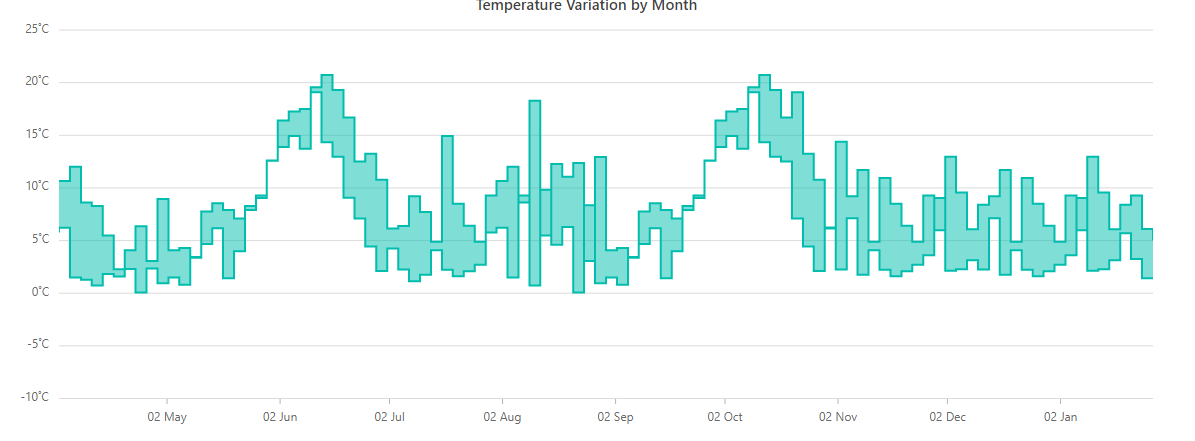 Temperature Variation by Month
25˚C
20˚C
15˚C
10˚C
5˚C
0˚C
-5˚C
-10˚C
02 May 02 Jun 02 Jul 02 Aug 02 Sep 02 Oct 02 Nov 02 Dec 02 Jan